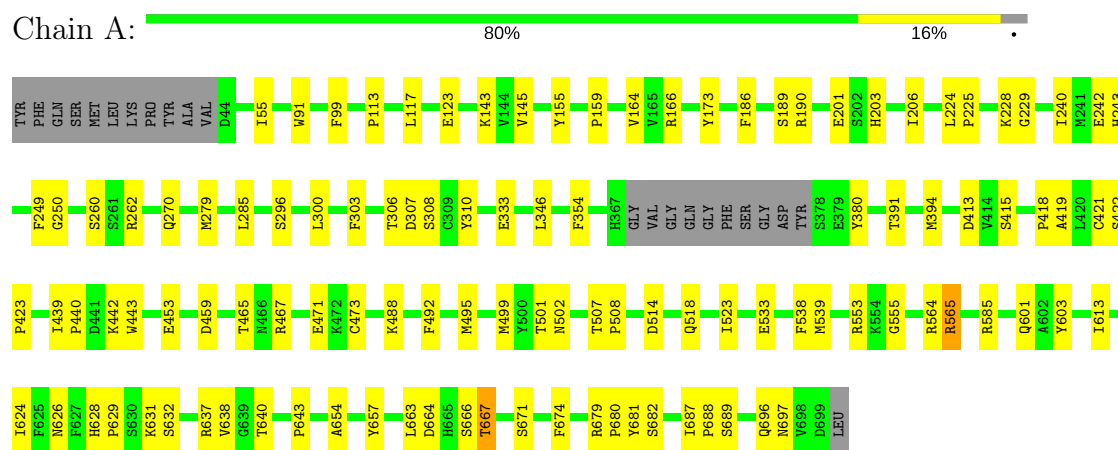 Chain A:
80% 16% •
TYR PHE GLN SER MET LEU LYS PRO TYR ALA VAL D44 I55 W91 F99 P113 L117 E123 K143 V144 V145 Y155 P159 V164 V165 R166 Y173 F186 S189 R190 E201 S202 H203 I206 L224 P225 K228 G229 I240 M241 E242 H243
F249 G250 S260 S261 R262 Q270 M279 L285 S296 L300 F303 T306 D307 S308 C309 Y310 E333 L346 F354 H367 GLY VAL GLY GLN GLY PHE SER GLY ASP TYR S378 E379 Y380 T391 M394 D413 V414 S415 P418 A419 L420 C421 S422
P423 I439 P440 D441 K442 W443 E453 D459 T465 N466 R467 E471 K472 C473 K488 F492 M495 M499 Y500 T501 N502 T507 P508 D514 Q518 I523 E533 F538 M539 R553 K554 G555 R564 R565 R585 Q601 A602 Y603 I613
I624 F625 N626 F627 H628 P629 S630 K631 S632 R637 V638 G639 T640 P643 A654 Y657 L663 D664 H665 S666 T667 S671 F674 R679 P680 Y681 S682 I687 P688 S689 Q696 N697 V698 D699 LEU